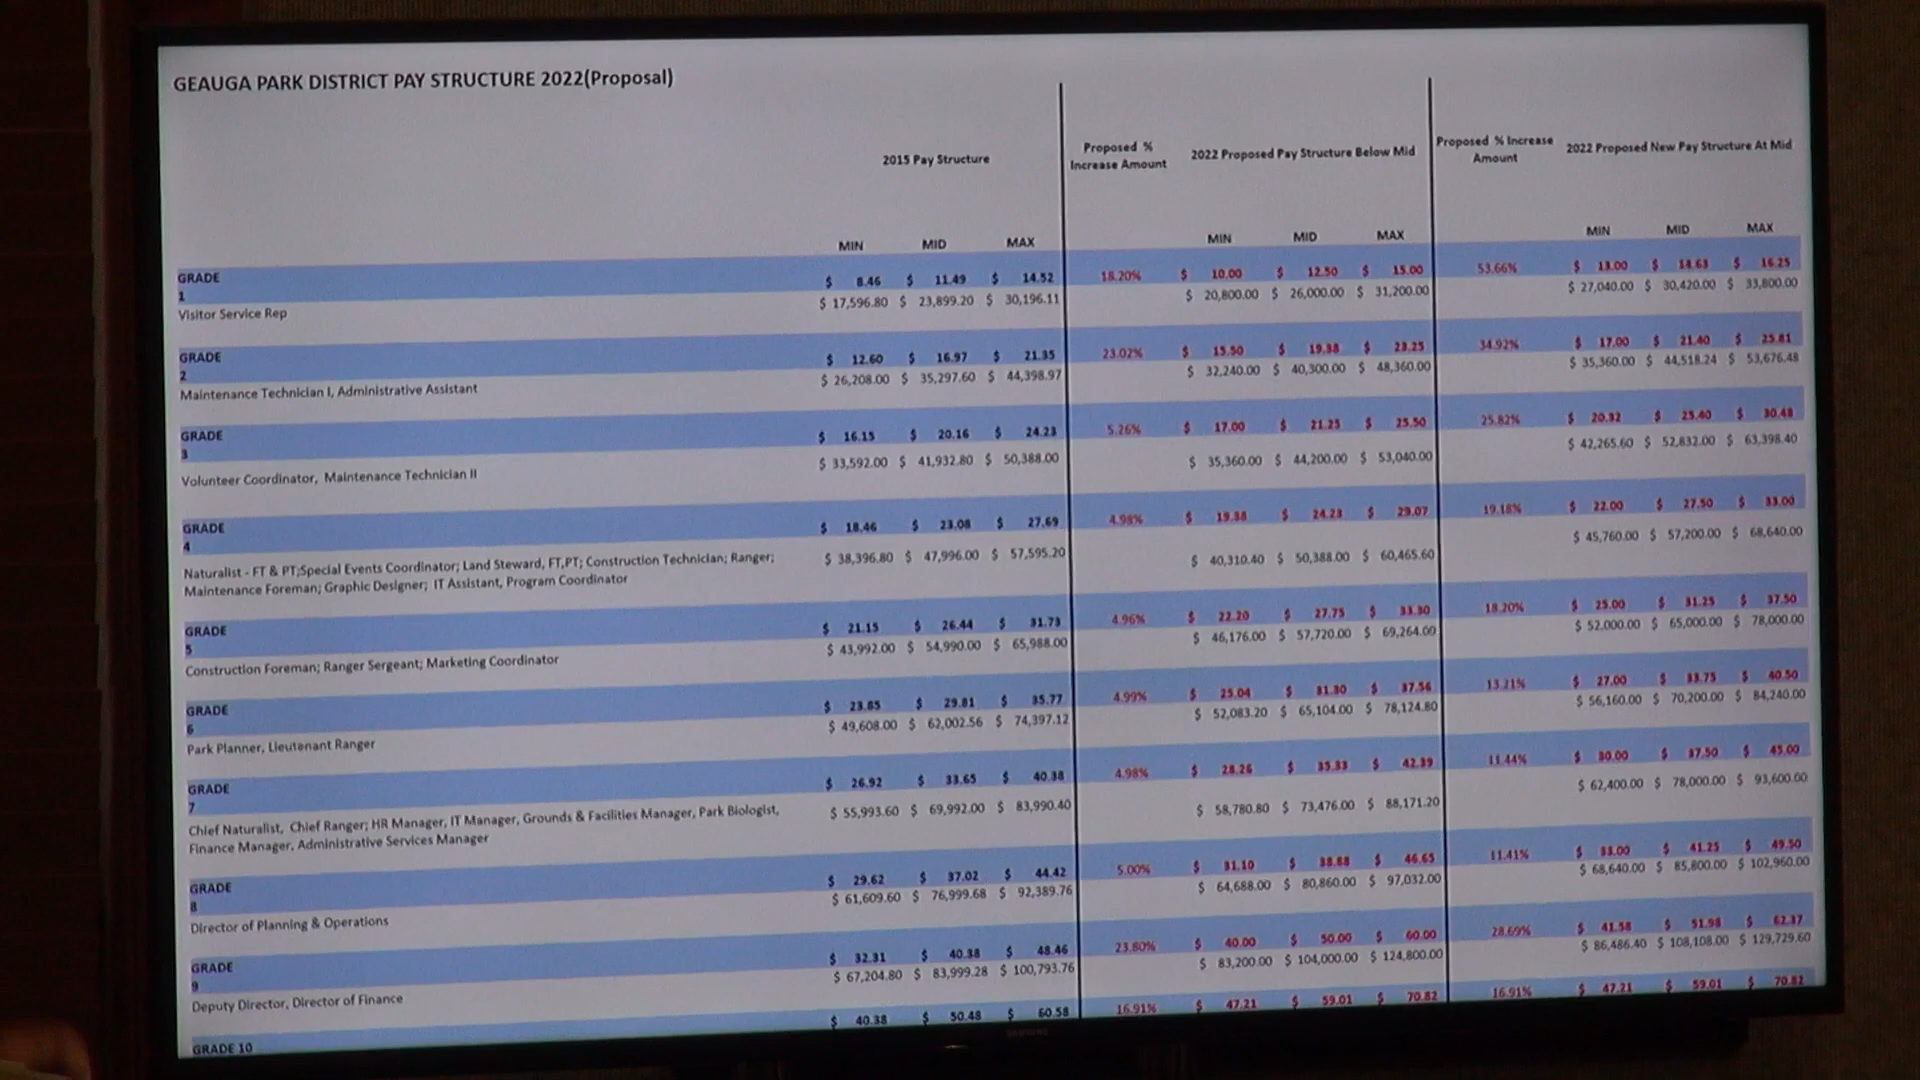 GEAUGA PARK DISTRICT PAY STRUCTURE 2022(Proposal)
2015 Pay Structure
Proposed % Increase Amount
2022 Proposed Pay Structure Below Mid
Proposed % Increase Amount
2022 Proposed New Pay Structure At Mid
MIN MID MAX MIN MID MAX MIN MID MAX
GRADE 1 $ 8.46 $ 11.49 $ 14.52 18.20% $ 10.00 $ 12.50 $ 15.00 53.66% $ 13.00 $ 14.63 $ 16.25
Visitor Service Rep $ 17,596.80 $ 23,899.20 $ 30,196.11 $ 20,800.00 $ 26,000.00 $ 31,200.00 $ 27,040.00 $ 30,420.00 $ 33,800.00
GRADE 2 $ 12.60 $ 16.97 $ 21.35 23.02% $ 15.50 $ 19.38 $ 23.25 34.92% $ 17.00 $ 21.40 $ 25.81
Maintenance Technician I, Administrative Assistant $ 26,208.00 $ 35,297.60 $ 44,398.97 $ 32,240.00 $ 40,300.00 $ 48,360.00 $ 35,360.00 $ 44,518.24 $ 53,676.48
GRADE 3 $ 16.15 $ 20.16 $ 24.23 5.26% $ 17.00 $ 21.25 $ 25.50 25.82% $ 20.32 $ 25.40 $ 30.48
Volunteer Coordinator, Maintenance Technician II $ 33,592.00 $ 41,932.80 $ 50,388.00 $ 35,360.00 $ 44,200.00 $ 53,040.00 $ 42,265.60 $ 52,832.00 $ 63,398.40
GRADE 4 $ 18.46 $ 23.08 $ 27.69 4.98% $ 19.38 $ 24.23 $ 29.07 19.18% $ 22.00 $ 27.50 $ 33.00
Naturalist - FT & PT;Special Events Coordinator; Land Steward, FT,PT; Construction Technician; Ranger; $ 38,396.80 $ 47,996.00 $ 57,595.20 $ 40,310.40 $ 50,388.00 $ 60,465.60 $ 45,760.00 $ 57,200.00 $ 68,640.00
Maintenance Foreman; Graphic Designer; IT Assistant, Program Coordinator
GRADE 5 $ 21.15 $ 26.44 $ 31.73 4.96% $ 22.20 $ 27.75 $ 33.30 18.20% $ 25.00 $ 31.25 $ 37.50
Construction Foreman; Ranger Sergeant; Marketing Coordinator $ 43,992.00 $ 54,990.00 $ 65,988.00 $ 46,176.00 $ 57,720.00 $ 69,264.00 $ 52,000.00 $ 65,000.00 $ 78,000.00
GRADE 6 $ 23.85 $ 29.81 $ 35.77 4.99% $ 25.04 $ 31.30 $ 37.56 13.21% $ 27.00 $ 33.75 $ 40.50
Park Planner, Lieutenant Ranger $ 49,608.00 $ 62,002.56 $ 74,397.12 $ 52,083.20 $ 65,104.00 $ 78,124.80 $ 56,160.00 $ 70,200.00 $ 84,240.00
GRADE 7 $ 26.92 $ 33.65 $ 40.38 4.98% $ 28.26 $ 35.33 $ 42.39 11.44% $ 30.00 $ 37.50 $ 45.00
Chief Naturalist, Chief Ranger; HR Manager, IT Manager, Grounds & Facilities Manager, Park Biologist, $ 55,993.60 $ 69,992.00 $ 83,990.40 $ 58,780.80 $ 73,476.00 $ 88,171.20 $ 62,400.00 $ 78,000.00 $ 93,600.00
Finance Manager, Administrative Services Manager
GRADE 8 $ 29.62 $ 37.02 $ 44.42 5.00% $ 31.10 $ 38.88 $ 46.65 11.41% $ 33.00 $ 41.25 $ 49.50
Director of Planning & Operations $ 61,609.60 $ 76,999.68 $ 92,389.76 $ 64,688.00 $ 80,860.00 $ 97,032.00 $ 68,640.00 $ 85,800.00 $ 102,960.00
GRADE 9 $ 32.31 $ 40.38 $ 48.46 23.80% $ 40.00 $ 50.00 $ 60.00 28.69% $ 41.58 $ 51.98 $ 62.37
Deputy Director, Director of Finance $ 67,204.80 $ 83,999.28 $ 100,793.76 $ 83,200.00 $ 104,000.00 $ 124,800.00 $ 86,486.40 $ 108,108.00 $ 129,729.60
GRADE 10 $ 40.38 $ 50.48 $ 60.58 16.91% $ 47.21 $ 59.01 $ 70.82 16.91% $ 47.21 $ 59.01 $ 70.82
SAMSUNG